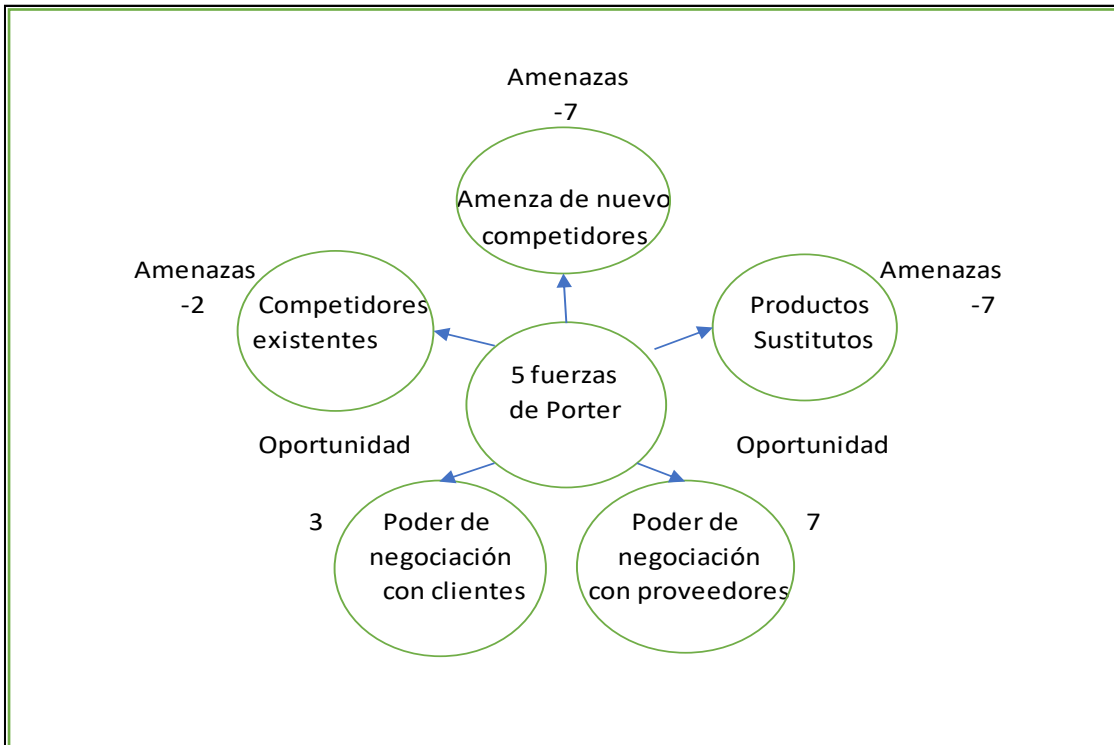 Amenazas
-7
Amenza de nuevo
competidores
Amenazas
-2
Competidores
existentes
Amenazas
-7
Productos
Sustitutos
5 fuerzas
de Porter
Oportunidad
3
Poder de
negociación
con clientes
Oportunidad
7
Poder de
negociación
con proveedores